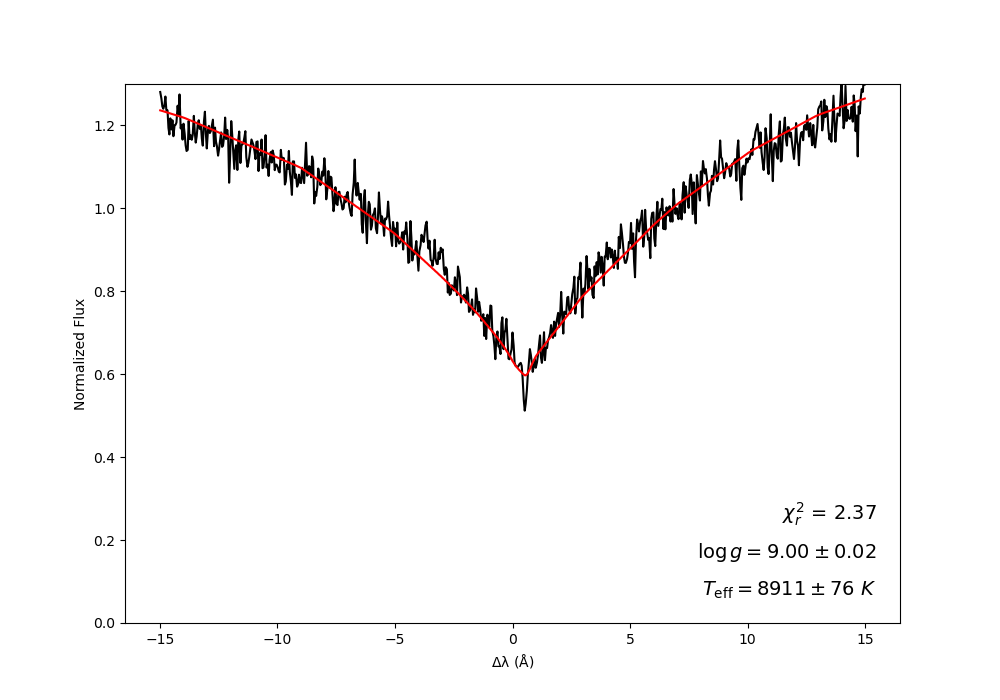 Normalized Flux
1.2
1.0
0.8
0.6
0.4
0.2
0.0
χ²ᵣ = 2.37
log g = 9.00 ± 0.02
T_eff = 8911 ± 76 K
−15 −10 −5 0 5 10 15
Δλ (Å)